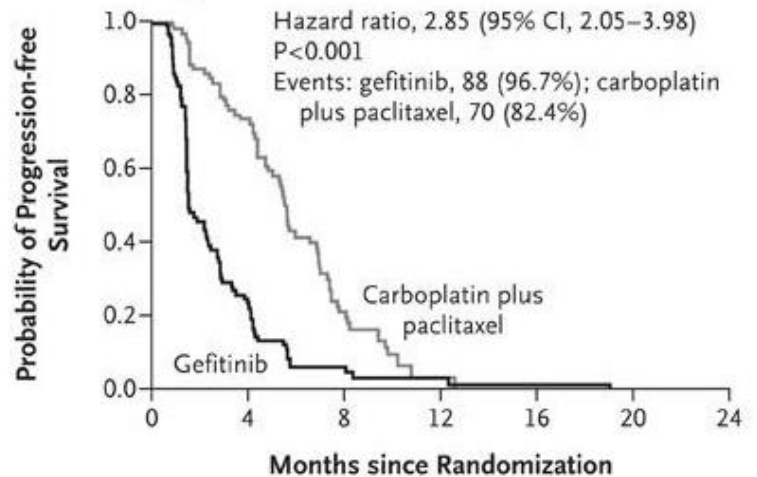 Hazard ratio, 2.85 (95% CI, 2.05–3.98)
P<0.001
Events: gefitinib, 88 (96.7%); carboplatin
plus paclitaxel, 70 (82.4%)
Probability of Progression-free
Survival
1.0
0.8
0.6
0.4
0.2
0.0
Carboplatin plus
paclitaxel
Gefitinib
0 4 8 12 16 20 24
Months since Randomization